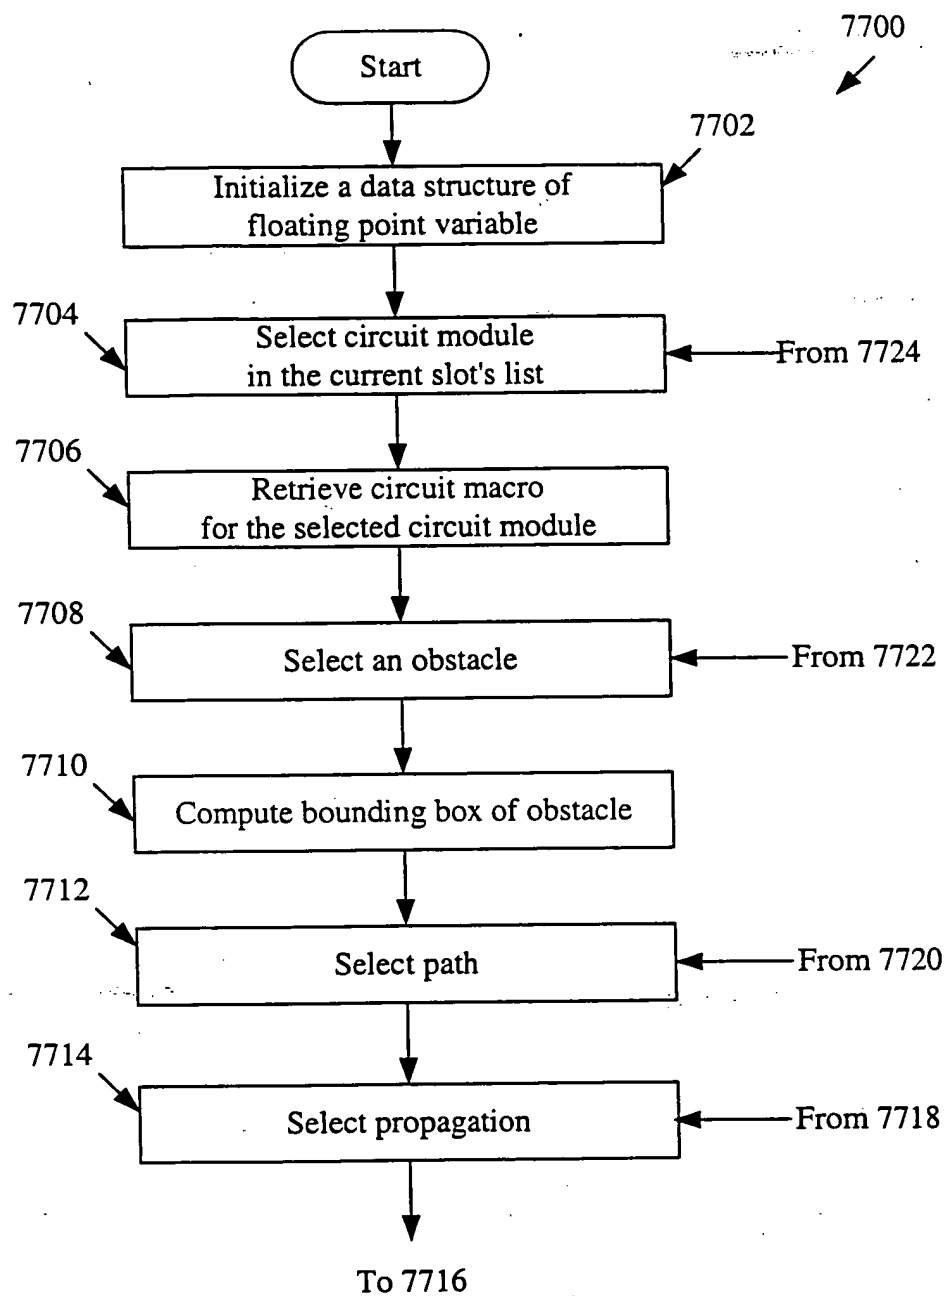 7700
Start
7702
Initialize a data structure of
floating point variable
7704
Select circuit module
in the current slot's list
From 7724
7706
Retrieve circuit macro
for the selected circuit module
7708
Select an obstacle
From 7722
7710
Compute bounding box of obstacle
7712
Select path
From 7720
7714
Select propagation
From 7718
To 7716